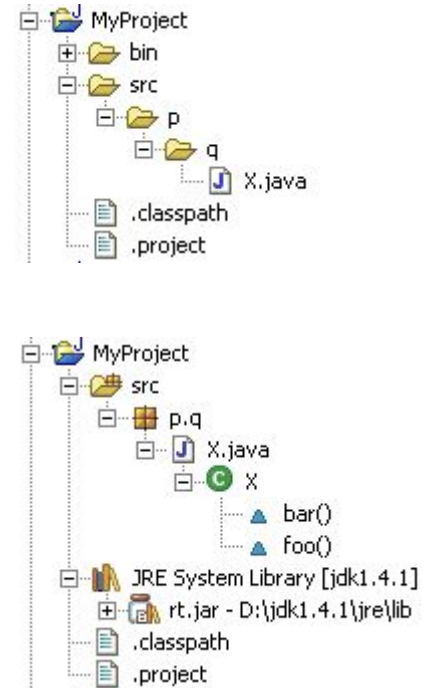 MyProject
bin
src
p
q
X.java
.classpath
.project
MyProject
src
p.q
X.java
X
bar()
foo()
JRE System Library [jdk1.4.1]
rt.jar - D:\jdk1.4.1\jre\lib
.classpath
.project